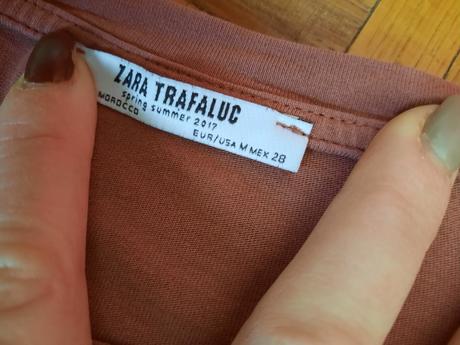 ZARA TRAFALUC
spring summer 2017
MOROCCO
EUR/USA M MEX 28